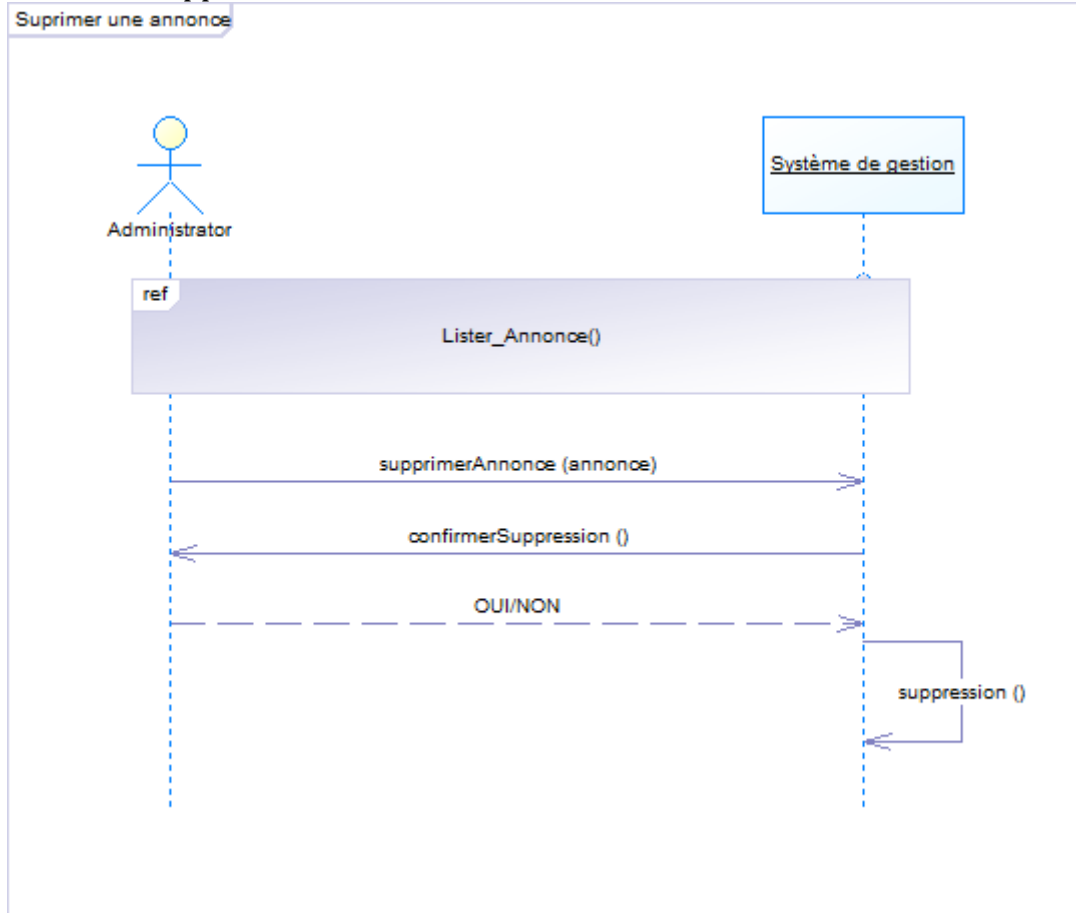 Suprimer une annonce
Système de gestion
Administrator
ref
Lister_Annonce()
supprimerAnnonce (annonce)
confirmerSuppression ()
OUI/NON
suppression ()